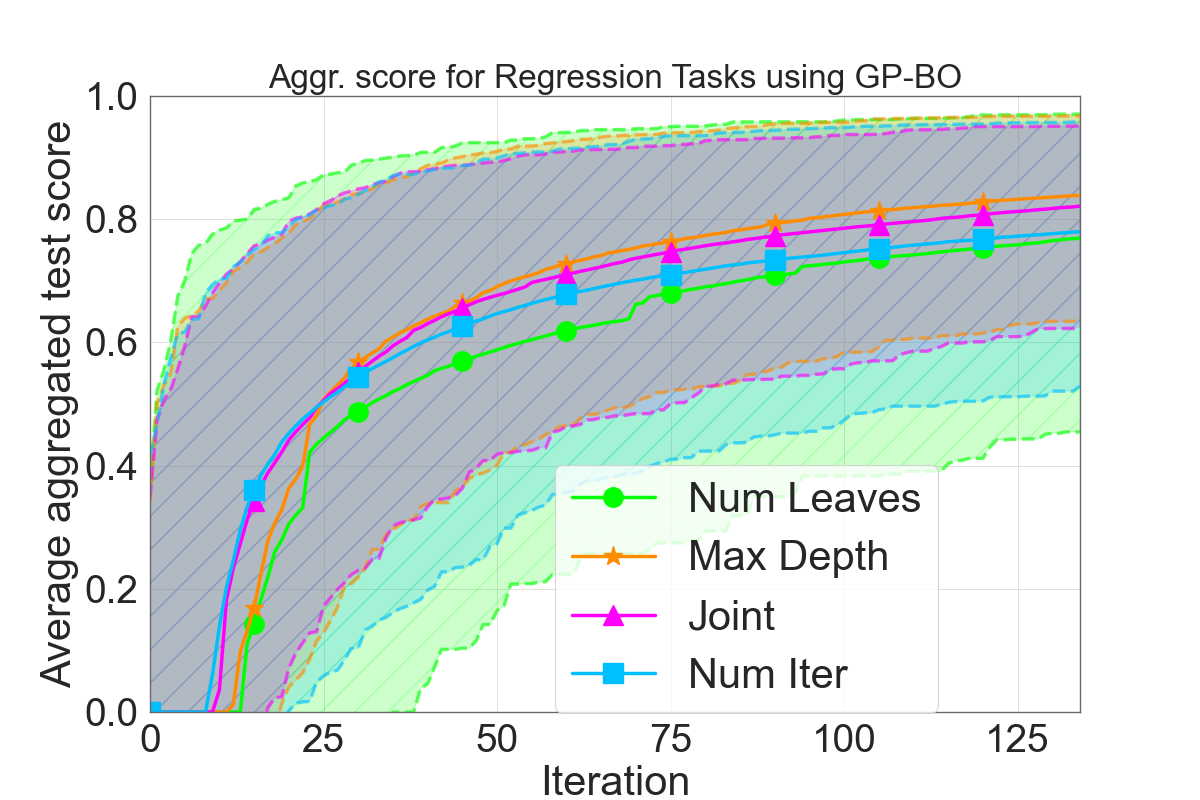 Aggr. score for Regression Tasks using GP-BO
Average aggregated test score
1.0
0.8
0.6
0.4
0.2
0.0
Num Leaves
Max Depth
Joint
Num Iter
0 25 50 75 100 125
Iteration